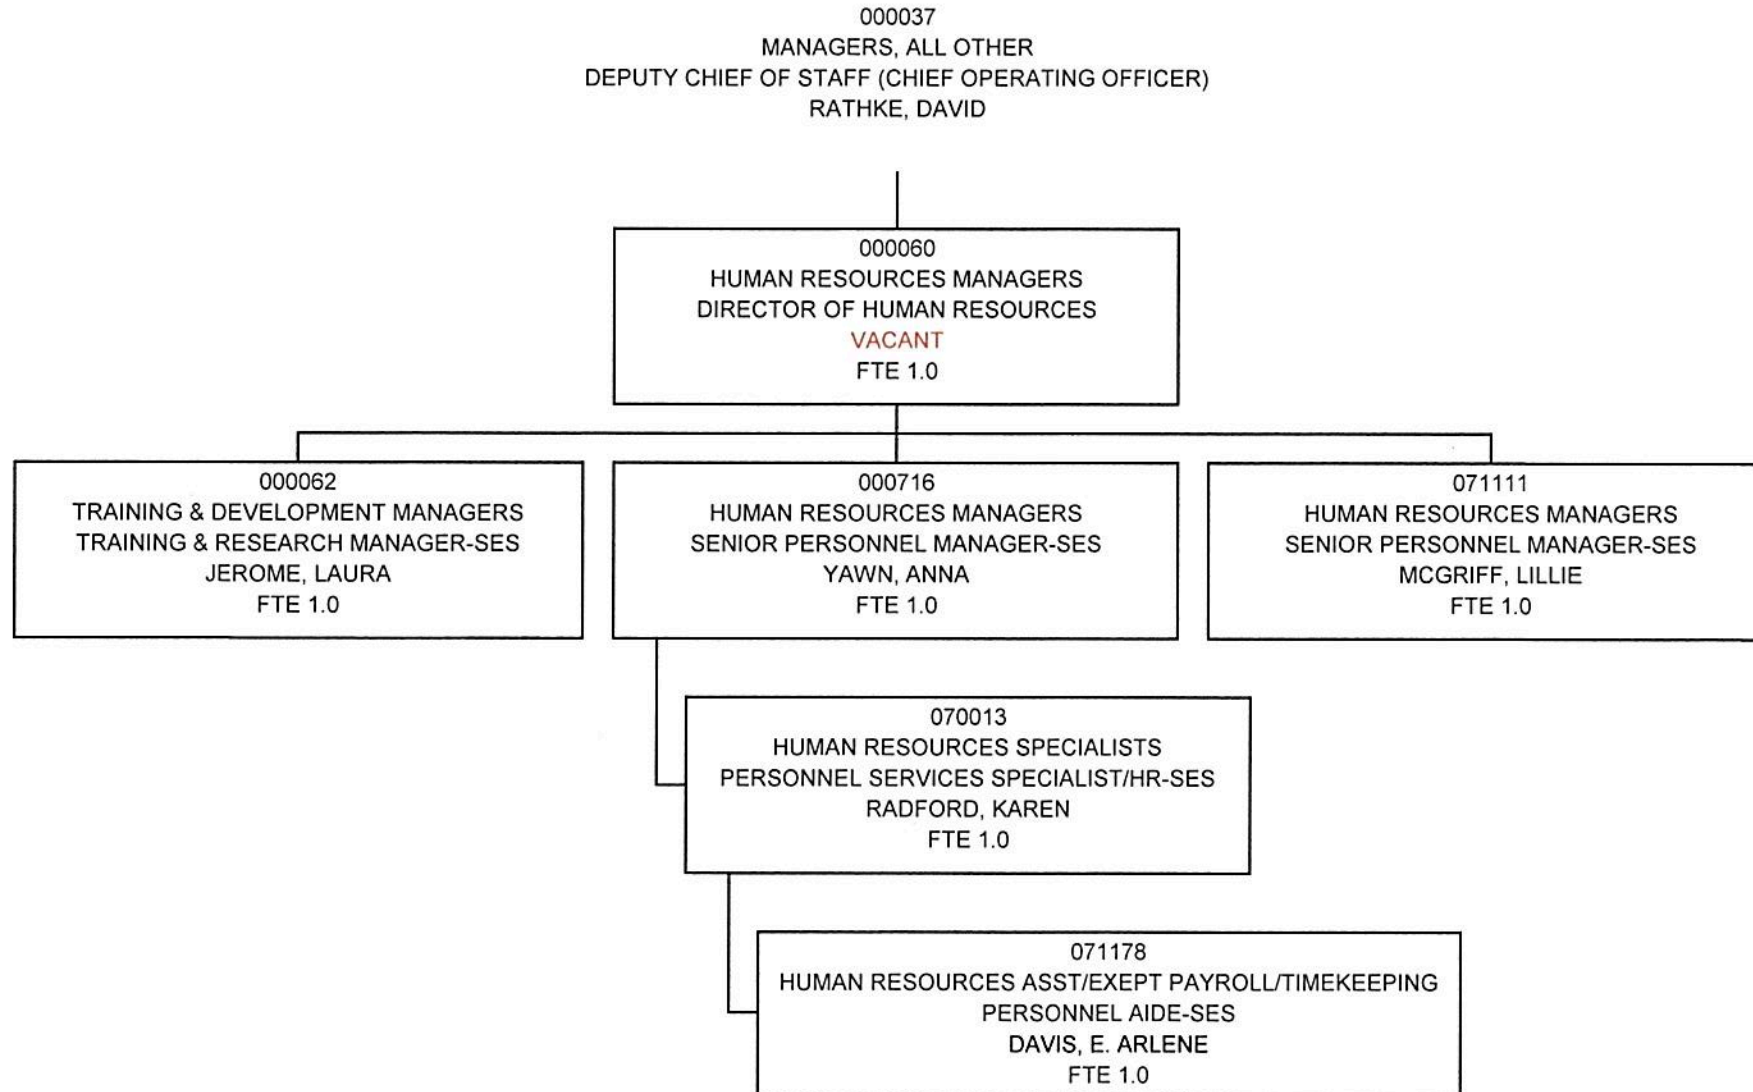 000037
MANAGERS, ALL OTHER
DEPUTY CHIEF OF STAFF (CHIEF OPERATING OFFICER)
RATHKE, DAVID
000060
HUMAN RESOURCES MANAGERS
DIRECTOR OF HUMAN RESOURCES
VACANT
FTE 1.0
000062
TRAINING & DEVELOPMENT MANAGERS
TRAINING & RESEARCH MANAGER-SES
JEROME, LAURA
FTE 1.0
000716
HUMAN RESOURCES MANAGERS
SENIOR PERSONNEL MANAGER-SES
YAWN, ANNA
FTE 1.0
071111
HUMAN RESOURCES MANAGERS
SENIOR PERSONNEL MANAGER-SES
MCGRIFF, LILLIE
FTE 1.0
070013
HUMAN RESOURCES SPECIALISTS
PERSONNEL SERVICES SPECIALIST/HR-SES
RADFORD, KAREN
FTE 1.0
071178
HUMAN RESOURCES ASST/EXEPT PAYROLL/TIMEKEEPING
PERSONNEL AIDE-SES
DAVIS, E. ARLENE
FTE 1.0